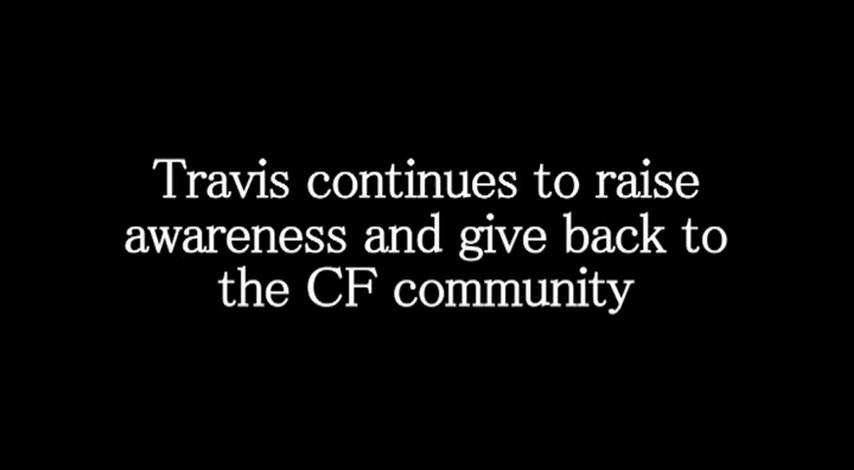 Travis continues to raise
awareness and give back to
the CF community